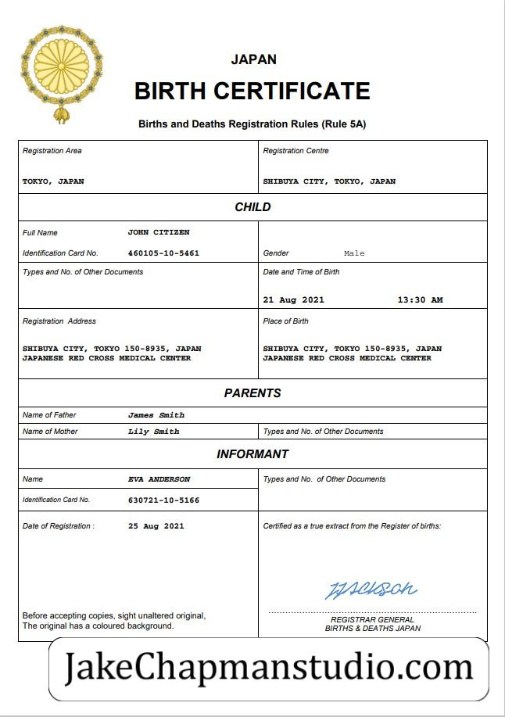 JAPAN
BIRTH CERTIFICATE
Births and Deaths Registration Rules (Rule 5A)
Registration Area
Registration Centre
TOKYO, JAPAN
SHIBUYA CITY, TOKYO, JAPAN
CHILD
Full Name JOHN CITIZEN
Identification Card No. 460105-10-5461
Gender Male
Types and No. of Other Documents
Date and Time of Birth
21 Aug 2021 13:30 AM
Registration Address
Place of Birth
SHIBUYA CITY, TOKYO 150-8935, JAPAN
JAPANESE RED CROSS MEDICAL CENTER
SHIBUYA CITY, TOKYO 150-8935, JAPAN
JAPANESE RED CROSS MEDICAL CENTER
PARENTS
Name of Father James Smith
Name of Mother Lily Smith
Types and No. of Other Documents
INFORMANT
Name EVA ANDERSON
Types and No. of Other Documents
Identification Card No. 630721-10-5166
Date of Registration : 25 Aug 2021
Certified as a true extract from the Register of births:
Before accepting copies, sight unaltered original,
The original has a coloured background.
REGISTRAR GENERAL
BIRTHS & DEATHS JAPAN
JakeChapmanstudio.com